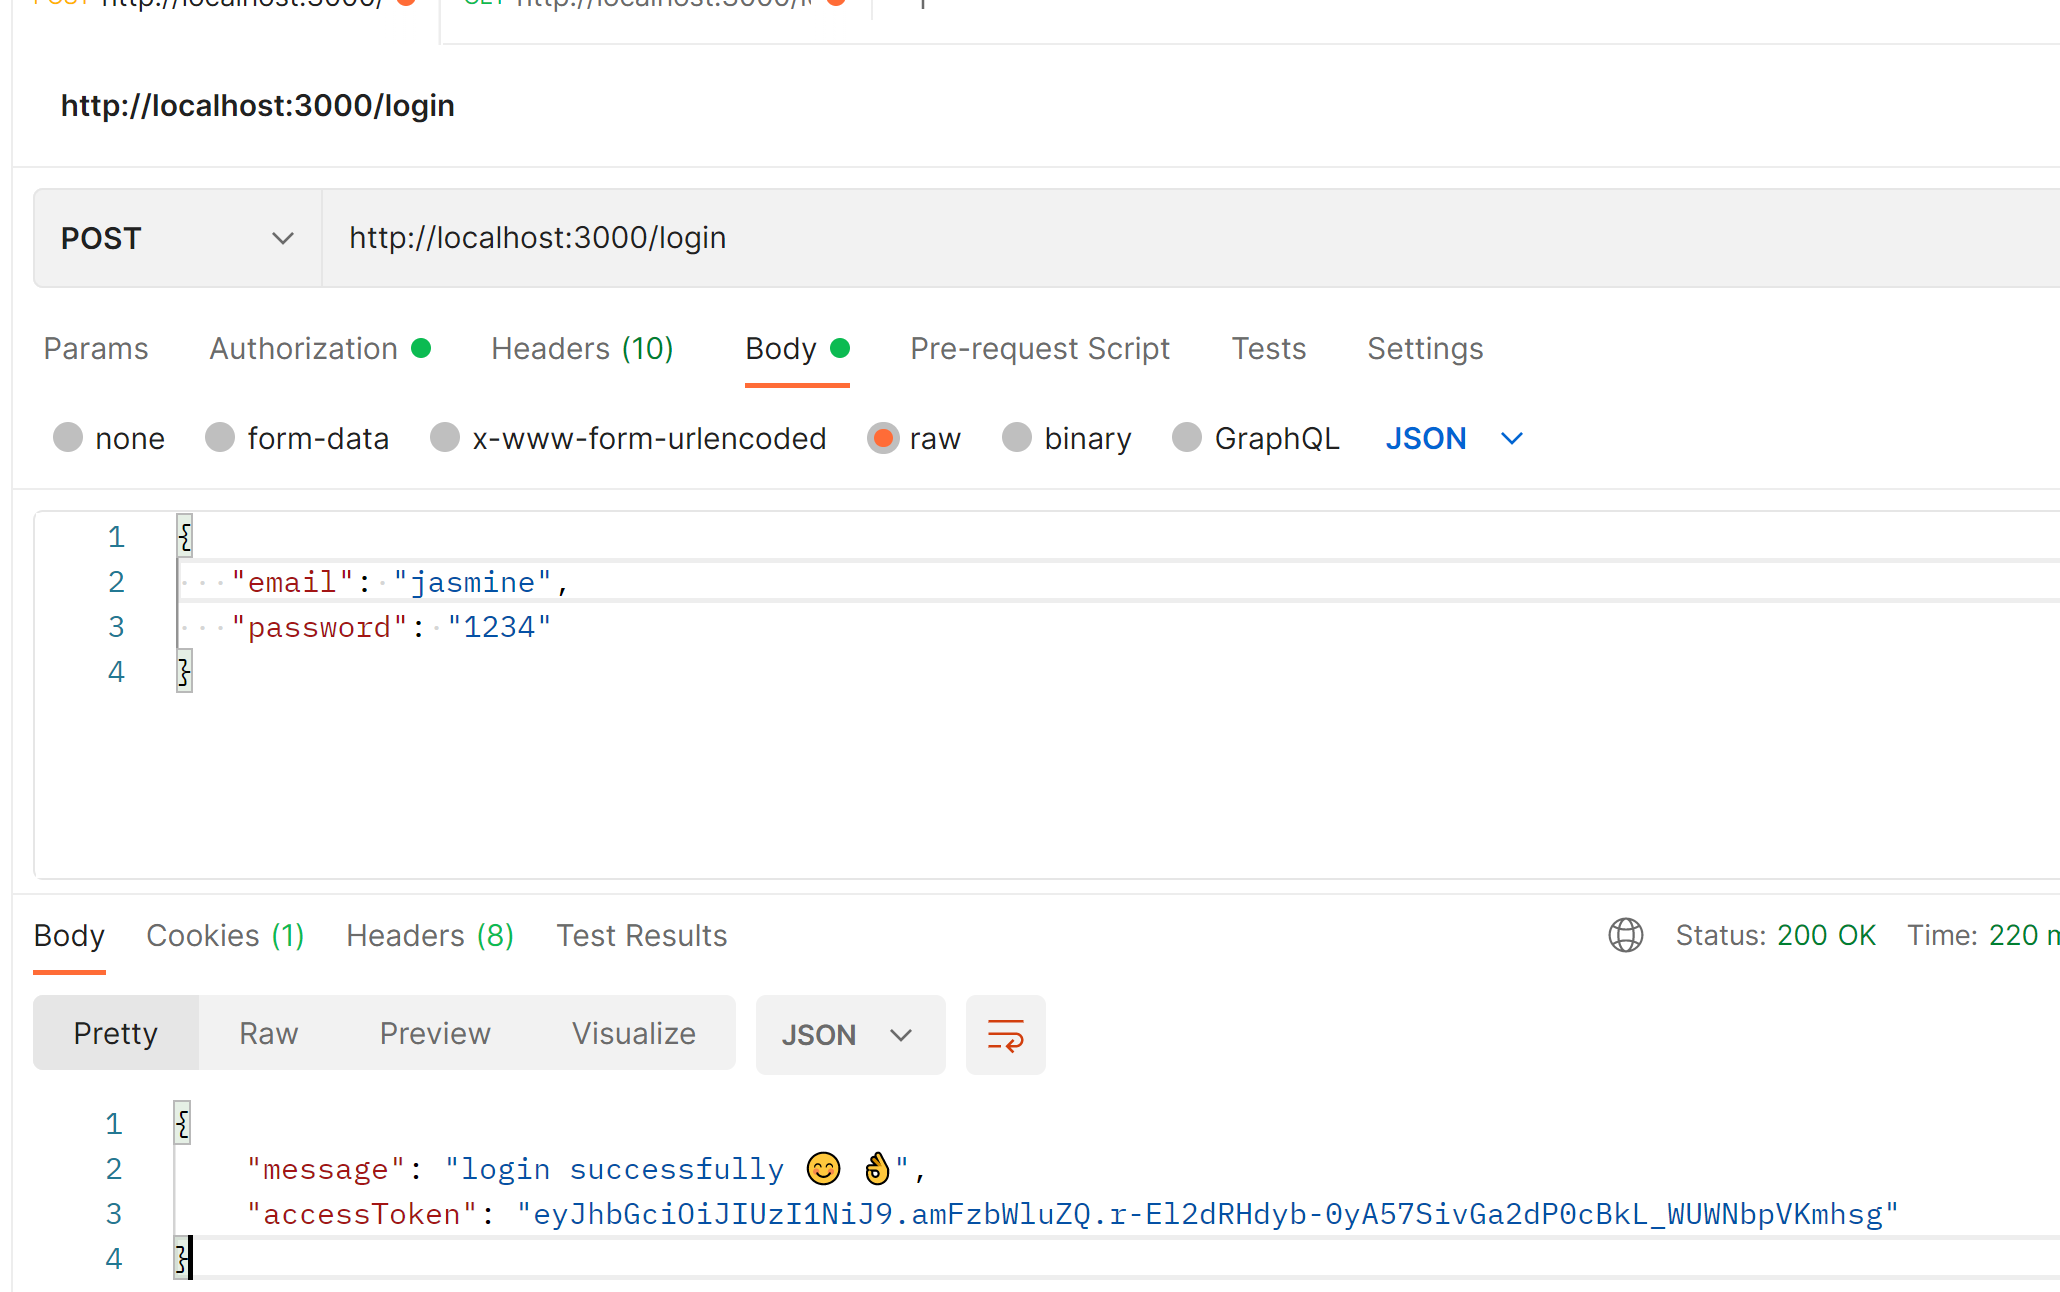 POST http://localhost:3000/ GET http://localhost:3000/
http://localhost:3000/login
POST http://localhost:3000/login
Params Authorization Headers (10) Body Pre-request Script Tests Settings
none form-data x-www-form-urlencoded raw binary GraphQL JSON
1 {
2 "email": "jasmine",
3 "password": "1234"
4 }
Body Cookies (1) Headers (8) Test Results Status: 200 OK Time: 220
Pretty Raw Preview Visualize JSON
1 {
2 "message": "login successfully 😊 👌",
3 "accessToken": "eyJhbGciOiJIUzI1NiJ9.amFzbWluZQ.r-El2dRHdyb-0yA57SivGa2dP0cBkL_WUWNbpVKmhsg"
4 }